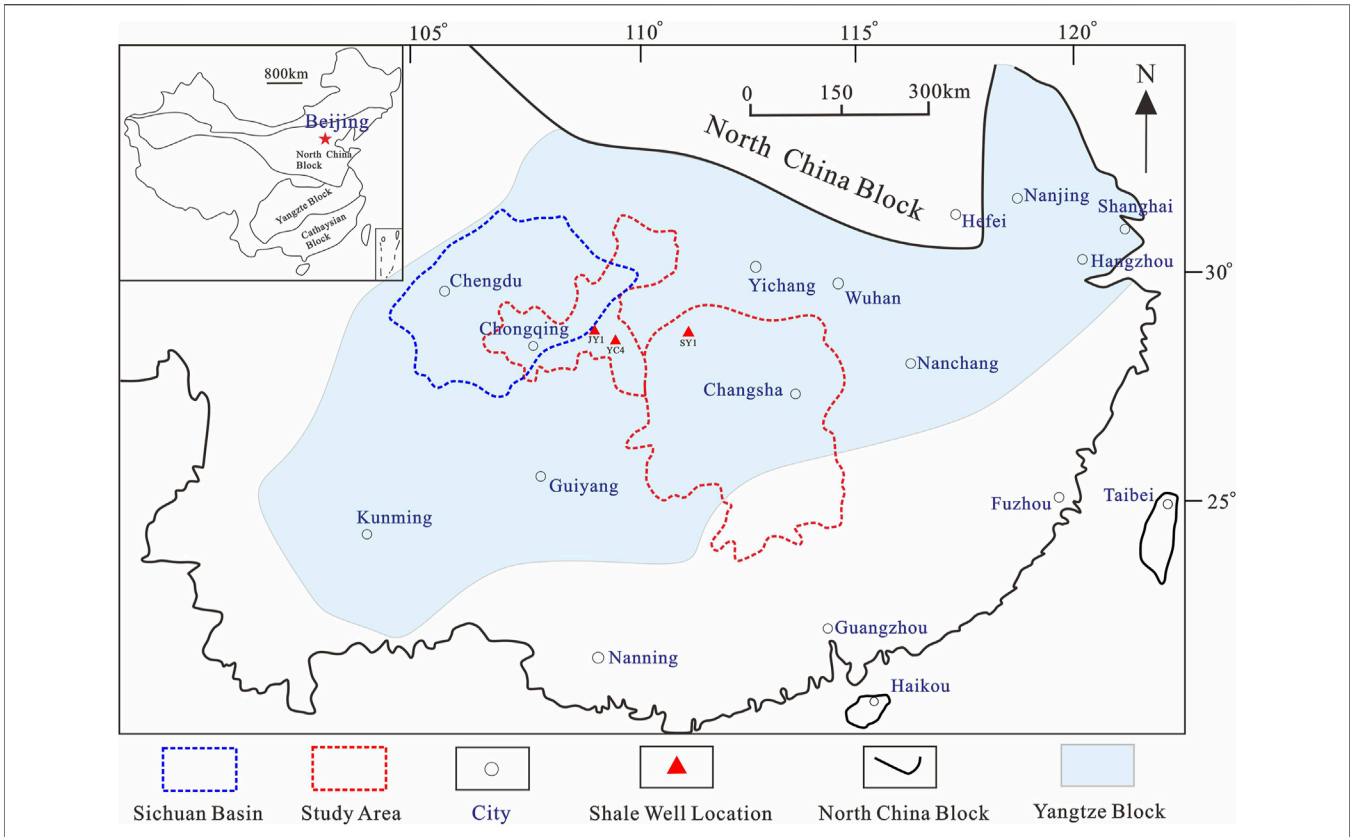 105°
110°
115°
120°
800km
Beijing
North China
Block
Yangtze Block
Cathaysian
Block
0
150
300km
N
North China Block
Nanjing
Shanghai
Hefei
Hangzhou
30°
Chengdu
Yichang
Wuhan
Chongqing
JY1
YC4
SY1
Nanchang
Changsha
Guiyang
Fuzhou
Taibei
25°
Kunming
Guangzhou
Nanning
Haikou
Sichuan Basin
Study Area
City
Shale Well Location
North China Block
Yangtze Block